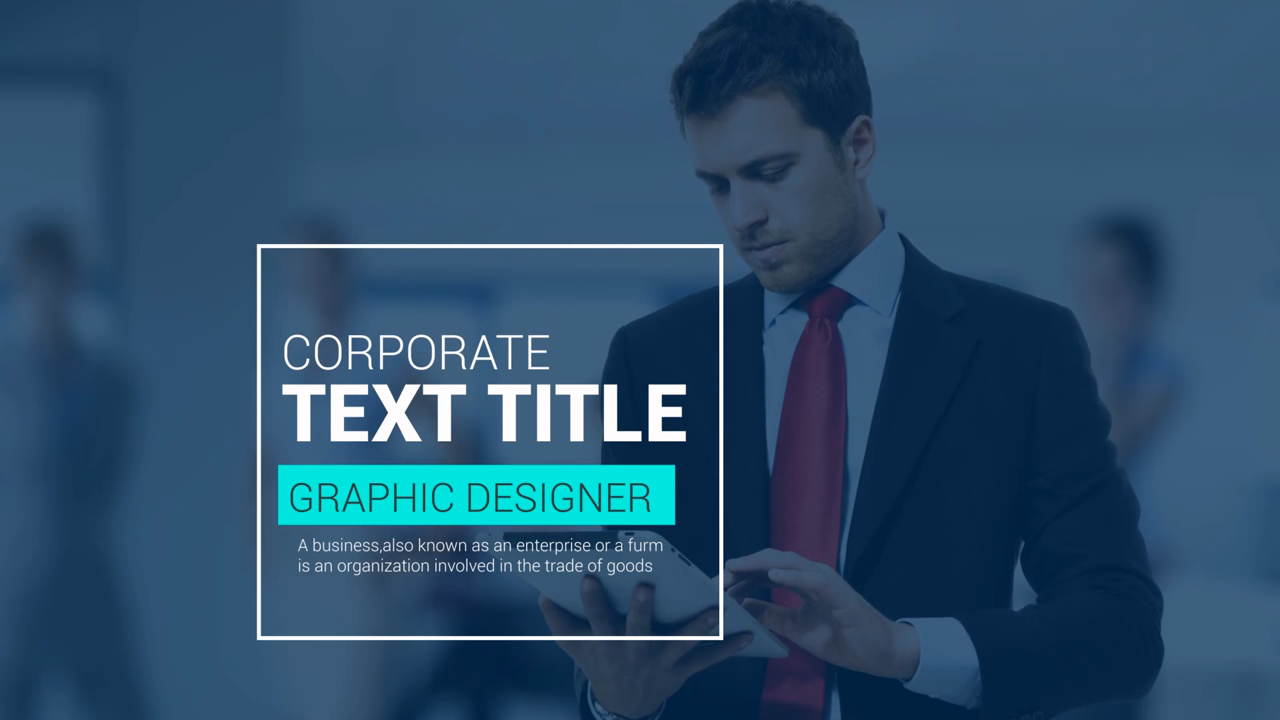 CORPORATE
TEXT TITLE
GRAPHIC DESIGNER
A business,also known as an enterprise or a furm
is an organization involved in the trade of goods